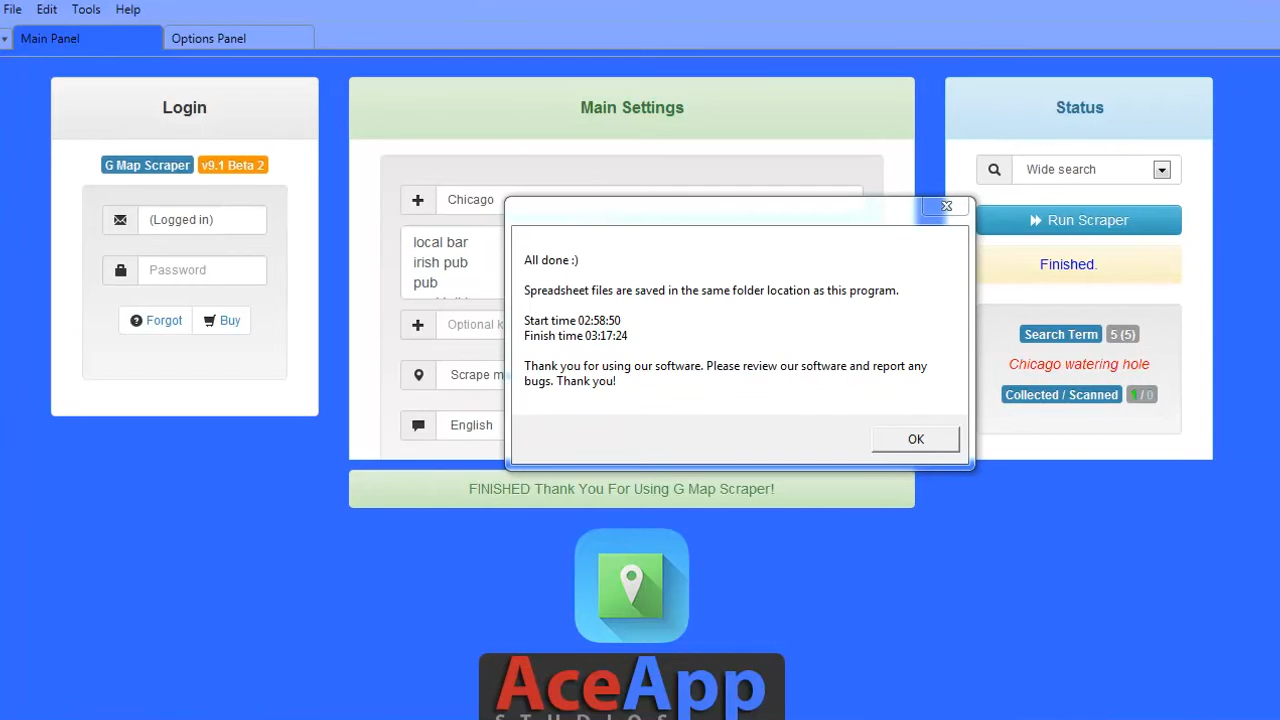 File Edit Tools Help
Main Panel Options Panel
Login
G Map Scraper v9.1 Beta 2
(Logged in)
Password
Forgot Buy
Main Settings
Chicago
local bar
irish pub
pub
Optional k
Scrape m
English
All done :)
Spreadsheet files are saved in the same folder location as this program.
Start time 02:58:50
Finish time 03:17:24
Thank you for using our software. Please review our software and report any
bugs. Thank you!
OK
Status
Wide search
Run Scraper
Finished.
Search Term 5 (5)
Chicago watering hole
Collected / Scanned 1 / 0
FINISHED Thank You For Using G Map Scraper!
AceApp
STUDIOS